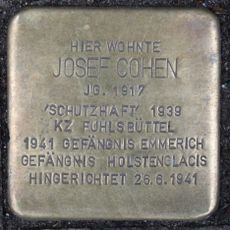 HIER WOHNTE
JOSEF COHEN
JG. 1917
'SCHUTZHAFT' 1939
KZ FUHLSBÜTTEL
1941 GEFÄNGNIS EMMERICH
GEFÄNGNIS HOLSTENGLACIS
HINGERICHTET 26.6.1941